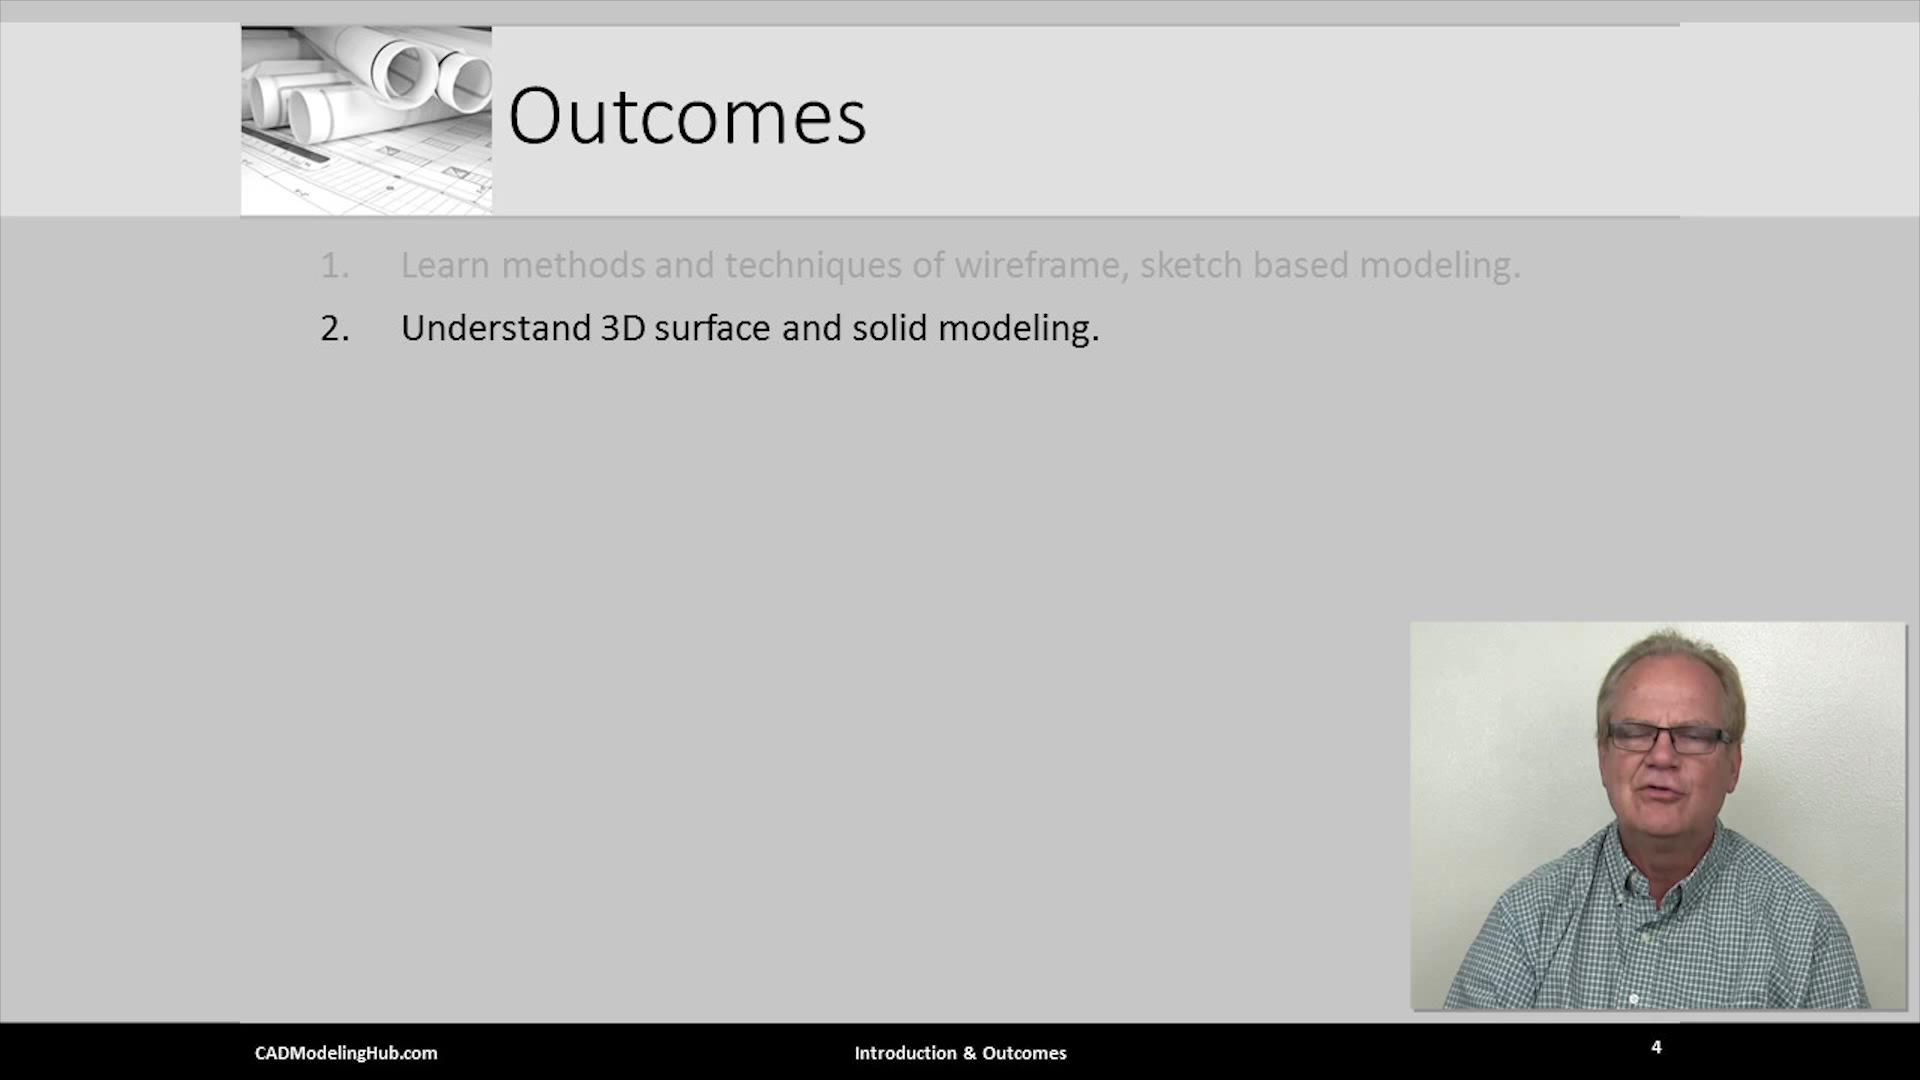 Outcomes
1. Learn methods and techniques of wireframe, sketch based modeling.
2. Understand 3D surface and solid modeling.
CADModelingHub.com
Introduction & Outcomes
4